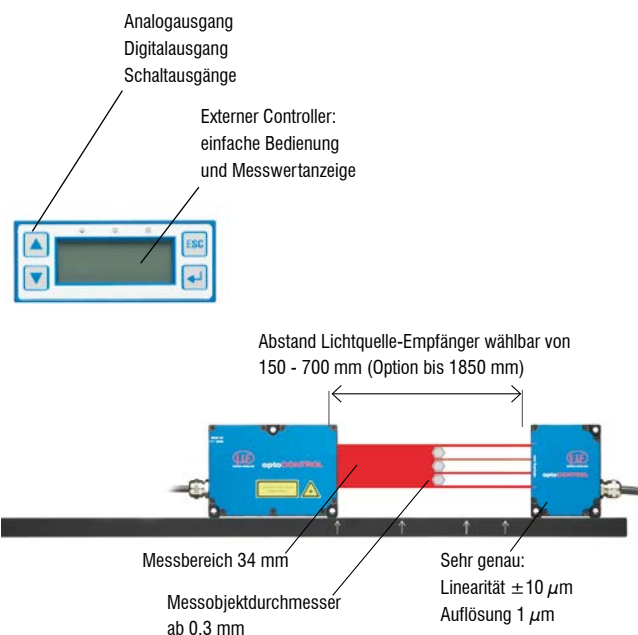 Analogausgang
Digitalausgang
Schaltausgänge
Externer Controller:
einfache Bedienung
und Messwertanzeige
ESC
Abstand Lichtquelle-Empfänger wählbar von
150 - 700 mm (Option bis 1850 mm)
optoCONTROL
optoCONTROL
Messbereich 34 mm
Messobjektdurchmesser
ab 0.3 mm
Sehr genau:
Linearität ±10 µm
Auflösung 1 µm